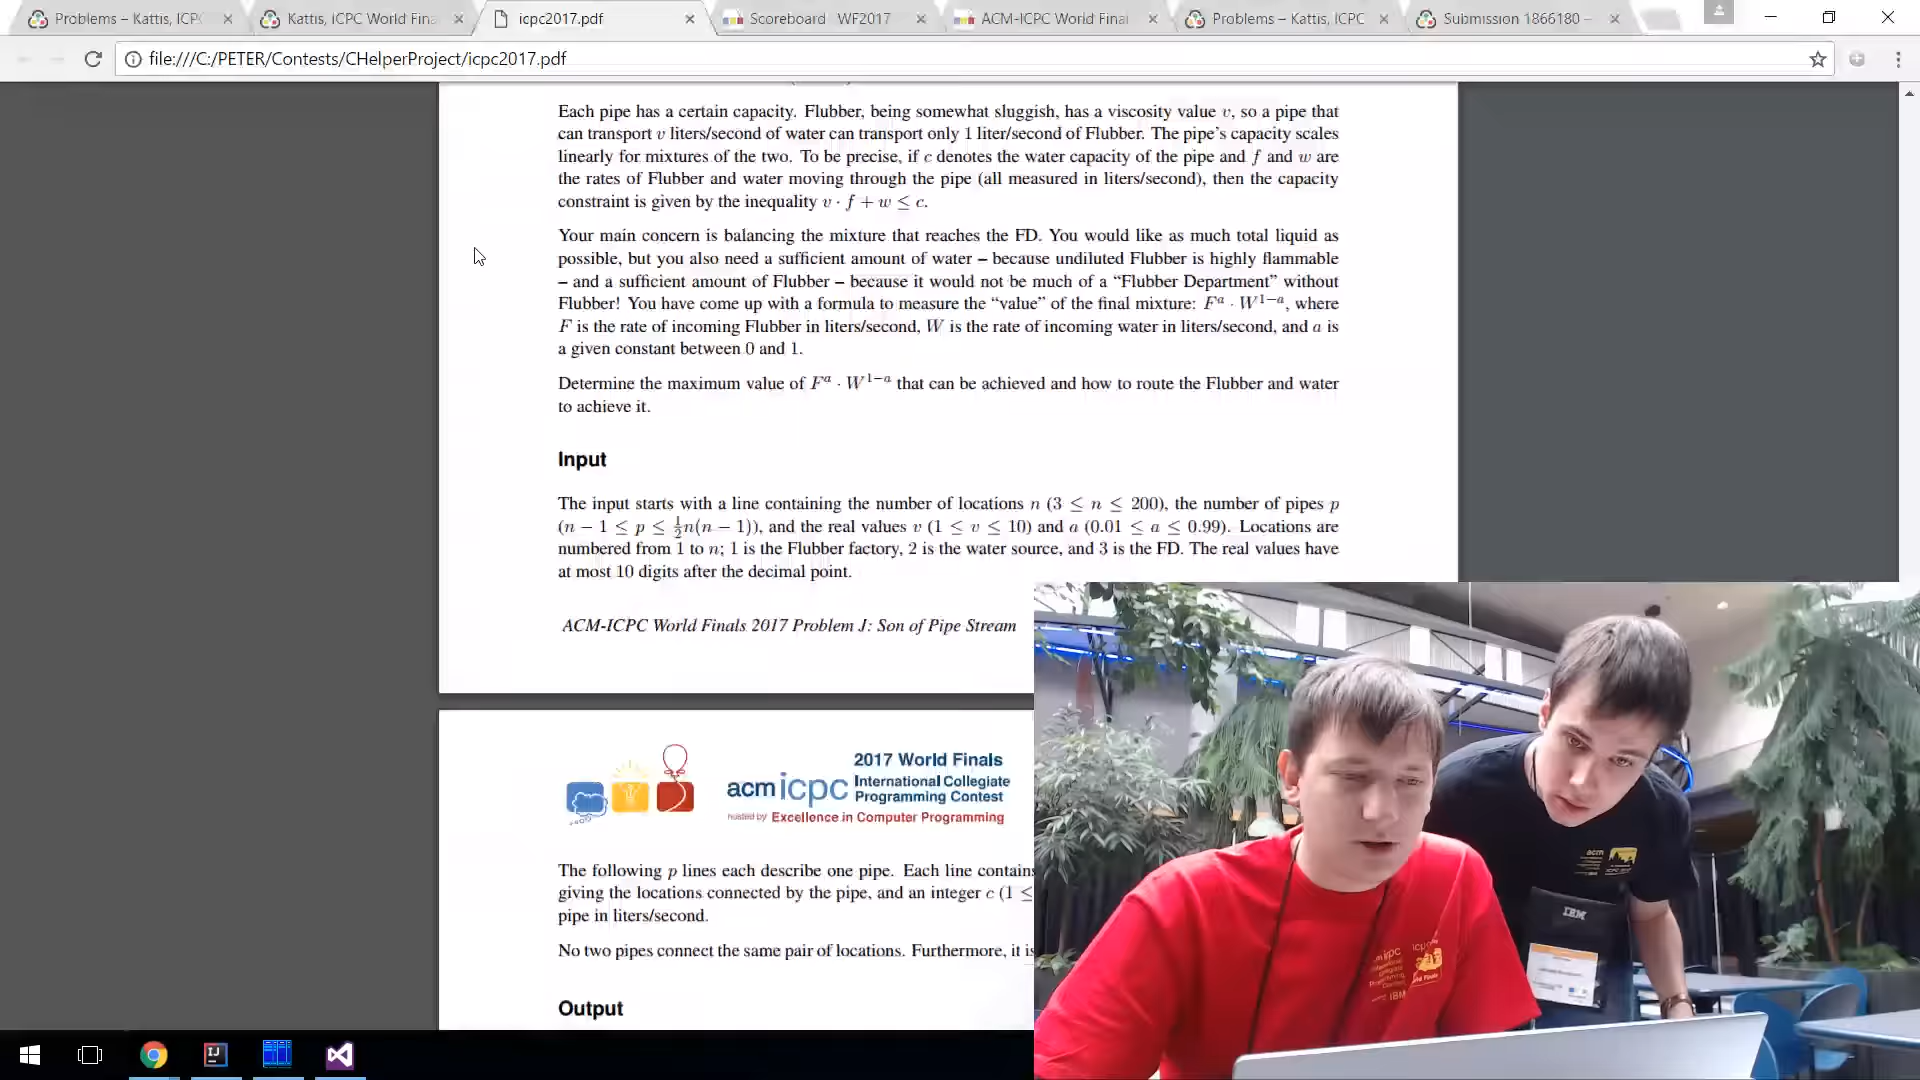 Problems – Kattis, ICPC
Kattis, ICPC World Fina
icpc2017.pdf
Scoreboard WF2017
ACM-ICPC World Final
Problems – Kattis, ICPC
Submission 1866180 –
file:///C:/PETER/Contests/CHelperProject/icpc2017.pdf
Each pipe has a certain capacity. Flubber, being somewhat sluggish, has a viscosity value v, so a pipe that
can transport v liters/second of water can transport only 1 liter/second of Flubber. The pipe's capacity scales
linearly for mixtures of the two. To be precise, if c denotes the water capacity of the pipe and f and w are
the rates of Flubber and water moving through the pipe (all measured in liters/second), then the capacity
constraint is given by the inequality v · f + w ≤ c.
Your main concern is balancing the mixture that reaches the FD. You would like as much total liquid as
possible, but you also need a sufficient amount of water – because undiluted Flubber is highly flammable
– and a sufficient amount of Flubber – because it would not be much of a “Flubber Department” without
Flubber! You have come up with a formula to measure the “value” of the final mixture: F^a · W^{1−a}, where
F is the rate of incoming Flubber in liters/second, W is the rate of incoming water in liters/second, and a is
a given constant between 0 and 1.
Determine the maximum value of F^a · W^{1−a} that can be achieved and how to route the Flubber and water
to achieve it.
Input
The input starts with a line containing the number of locations n (3 ≤ n ≤ 200), the number of pipes p
(n − 1 ≤ p ≤ ½n(n − 1)), and the real values v (1 ≤ v ≤ 10) and a (0.01 ≤ a ≤ 0.99). Locations are
numbered from 1 to n; 1 is the Flubber factory, 2 is the water source, and 3 is the FD. The real values have
at most 10 digits after the decimal point.
ACM-ICPC World Finals 2017 Problem J: Son of Pipe Stream
2017 World Finals
acm icpc International Collegiate
Programming Contest
hosted by Excellence in Computer Programming
The following p lines each describe one pipe. Each line contains
giving the locations connected by the pipe, and an integer c (1 ≤
pipe in liters/second.
No two pipes connect the same pair of locations. Furthermore, it is
Output
acm
IBM
icpc
IBM